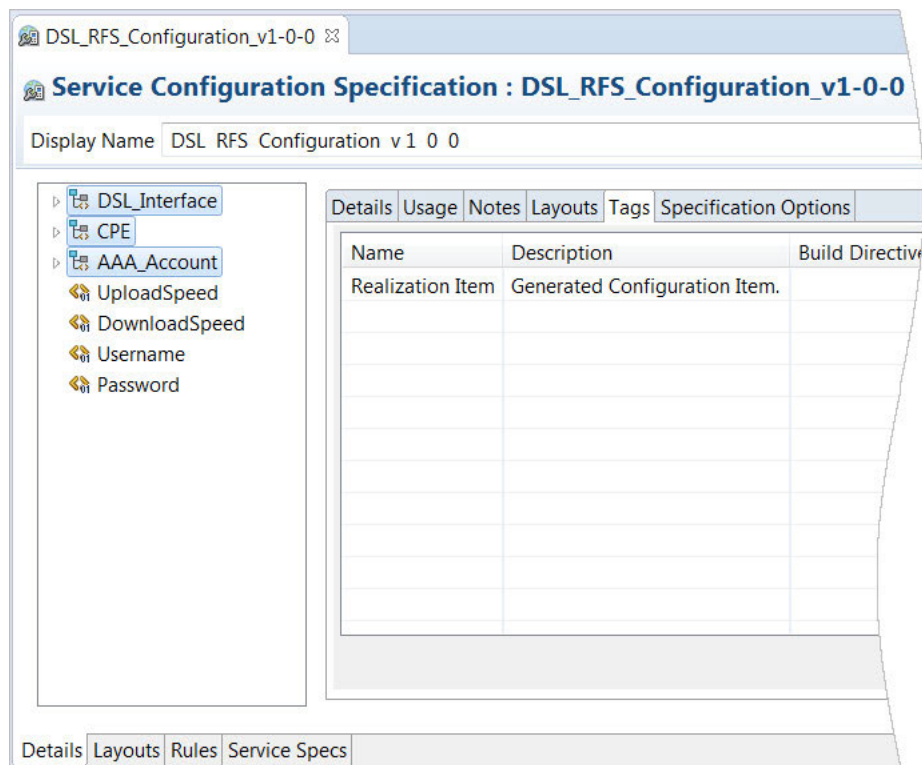 DSL_RFS_Configuration_v1-0-0
Service Configuration Specification : DSL_RFS_Configuration_v1-0-0
Display Name DSL RFS Configuration v 1 0 0
DSL_Interface
CPE
AAA_Account
UploadSpeed
DownloadSpeed
Username
Password
Details Usage Notes Layouts Tags Specification Options
Name Description Build Directive
Realization Item Generated Configuration Item.
Details Layouts Rules Service Specs